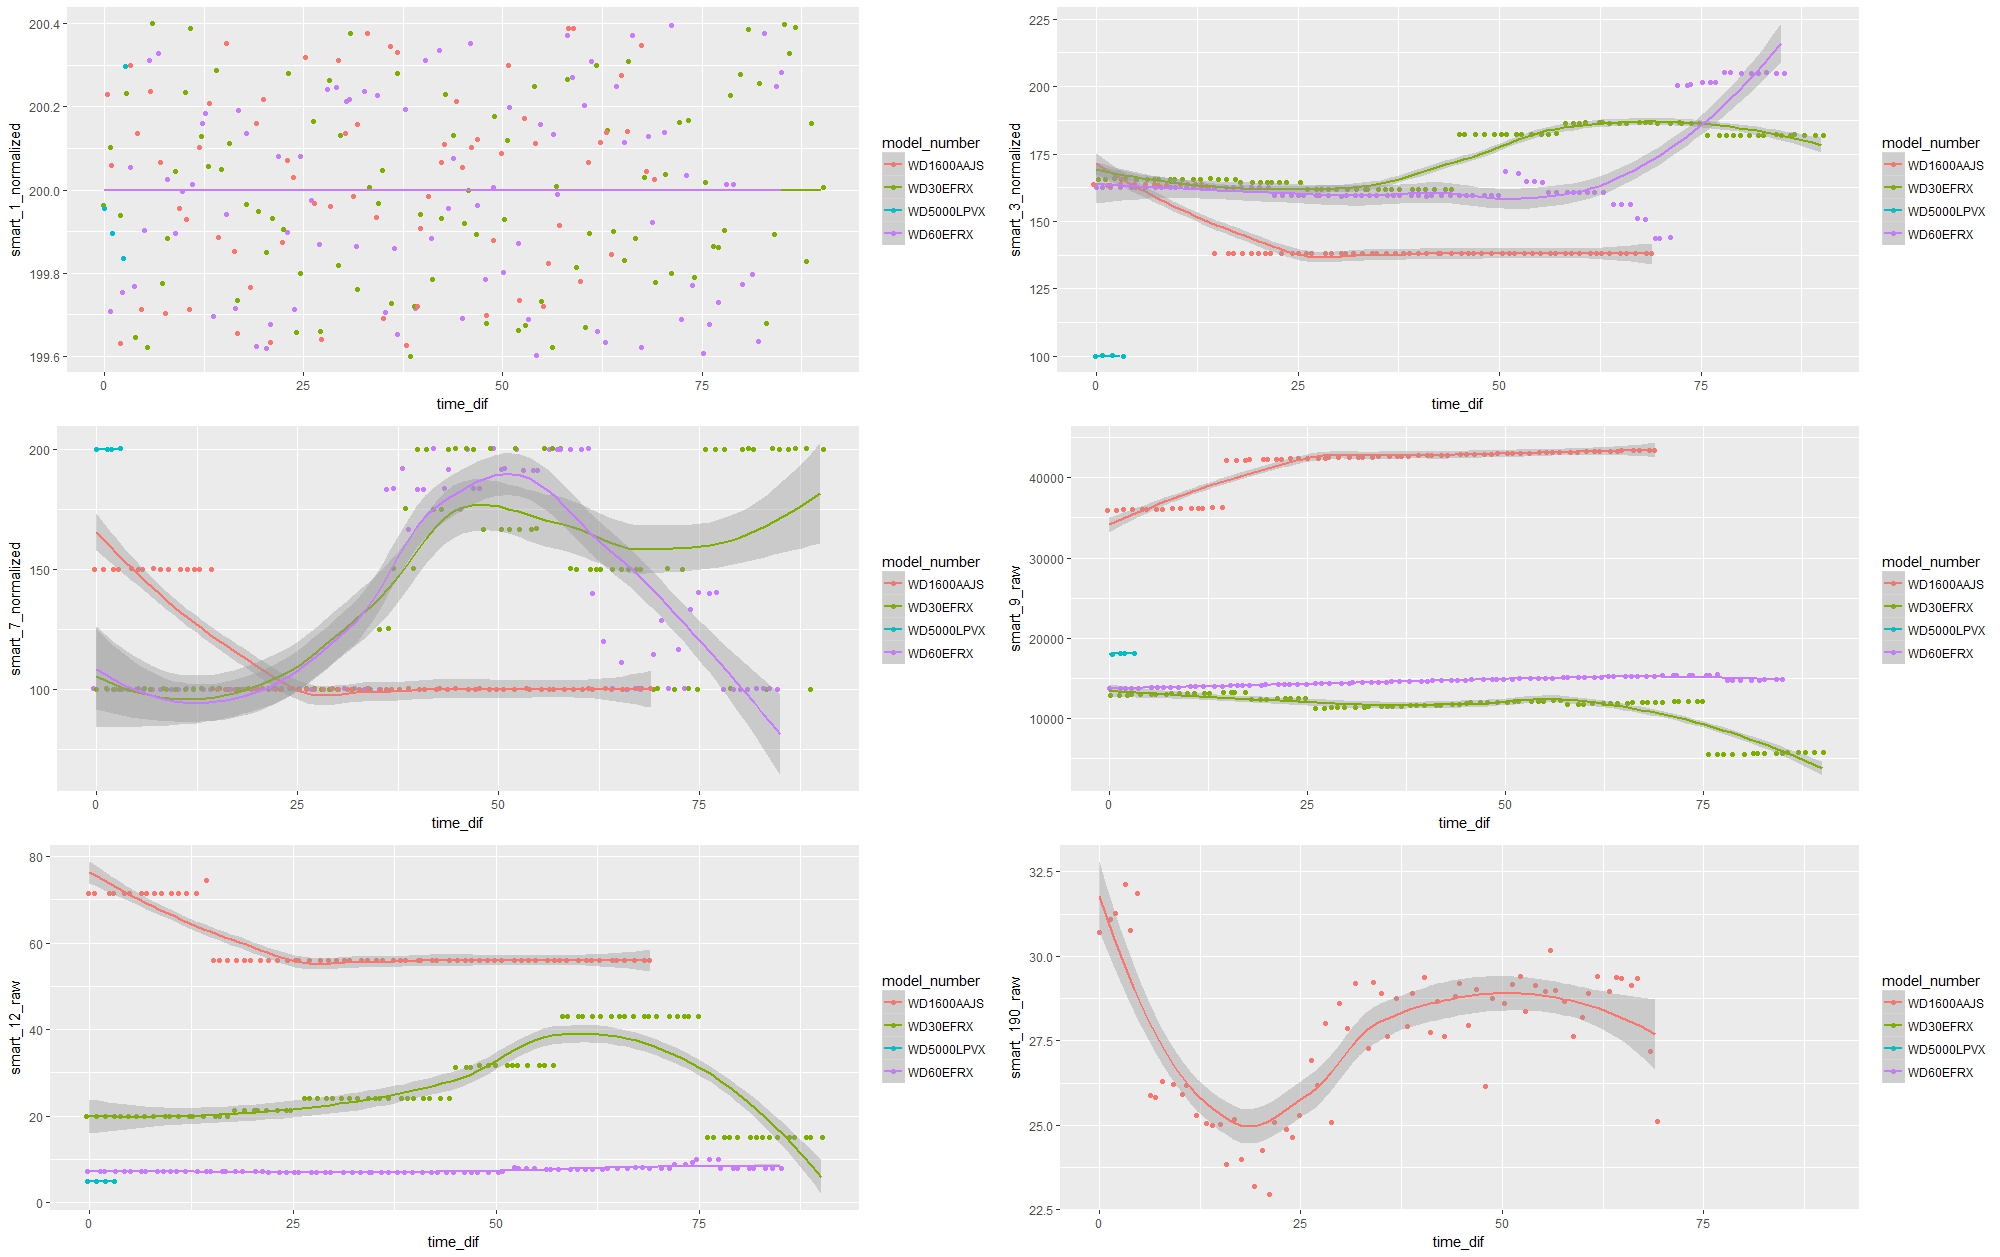 smart_1_normalized
200.4
200.2
200.0
199.8
199.6
0 25 50 75
time_dif
model_number
WD1600AAJS
WD30EFRX
WD5000LPVX
WD60EFRX
smart_3_normalized
225
200
175
150
125
100
0 25 50 75
time_dif
model_number
WD1600AAJS
WD30EFRX
WD5000LPVX
WD60EFRX
smart_7_normalized
200
150
100
0 25 50 75
time_dif
model_number
WD1600AAJS
WD30EFRX
WD5000LPVX
WD60EFRX
smart_9_raw
40000
30000
20000
10000
0 25 50 75
time_dif
model_number
WD1600AAJS
WD30EFRX
WD5000LPVX
WD60EFRX
smart_12_raw
80
60
40
20
0
0 25 50 75
time_dif
model_number
WD1600AAJS
WD30EFRX
WD5000LPVX
WD60EFRX
smart_190_raw
32.5
30.0
27.5
25.0
22.5
0 25 50 75
time_dif
model_number
WD1600AAJS
WD30EFRX
WD5000LPVX
WD60EFRX